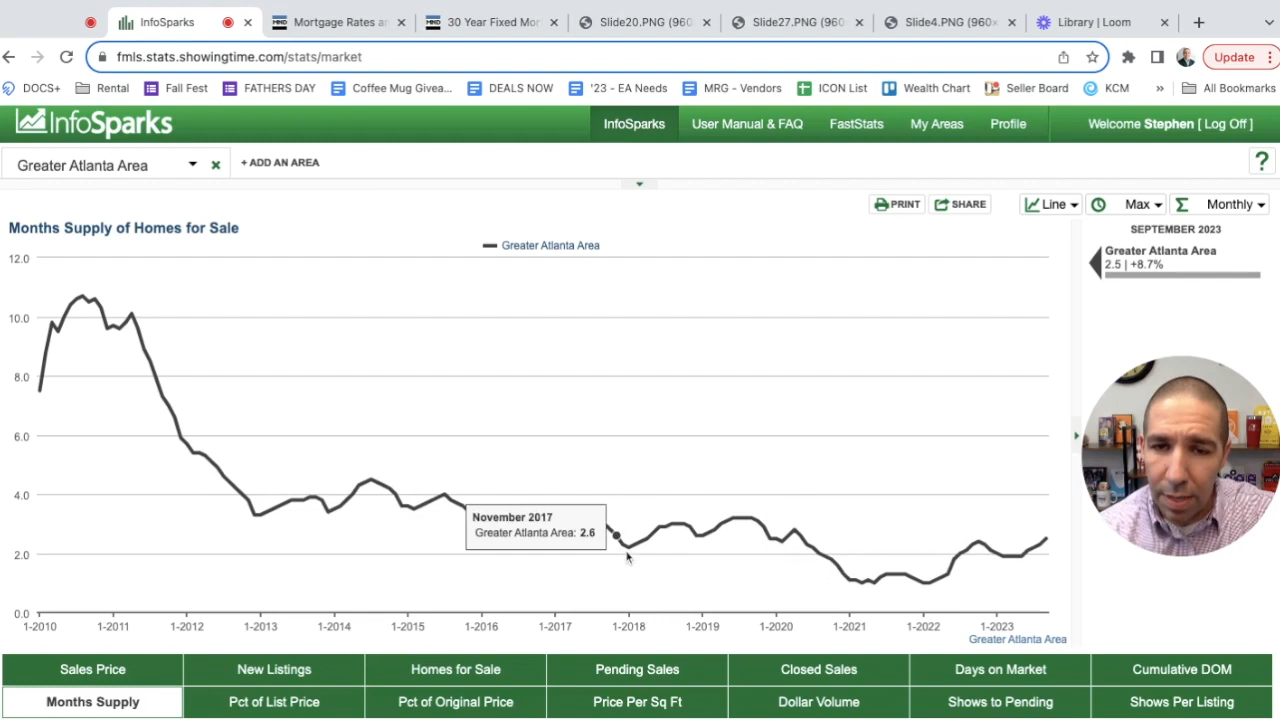 InfoSparks
Mortgage Rates an
30 Year Fixed Mor
Slide20.PNG (960
Slide27.PNG (960
Slide4.PNG (960×
Library | Loom
fmls.stats.showingtime.com/stats/market
Update
DOCS+
Rental
Fall Fest
FATHERS DAY
Coffee Mug Givea...
DEALS NOW
'23 - EA Needs
MRG - Vendors
ICON List
Wealth Chart
Seller Board
KCM
»
All Bookmarks
InfoSparks
InfoSparks
User Manual & FAQ
FastStats
My Areas
Profile
Welcome Stephen [ Log Off ]
Greater Atlanta Area
+ ADD AN AREA
?
PRINT
SHARE
Line
Max
Monthly
Months Supply of Homes for Sale
Greater Atlanta Area
SEPTEMBER 2023
Greater Atlanta Area
2.5 | +8.7%
12.0
10.0
8.0
6.0
4.0
2.0
0.0
November 2017
Greater Atlanta Area: 2.6
1-2010
1-2011
1-2012
1-2013
1-2014
1-2015
1-2016
1-2017
1-2018
1-2019
1-2020
1-2021
1-2022
1-2023
Greater Atlanta Area
Sales Price
New Listings
Homes for Sale
Pending Sales
Closed Sales
Days on Market
Cumulative DOM
Months Supply
Pct of List Price
Pct of Original Price
Price Per Sq Ft
Dollar Volume
Shows to Pending
Shows Per Listing